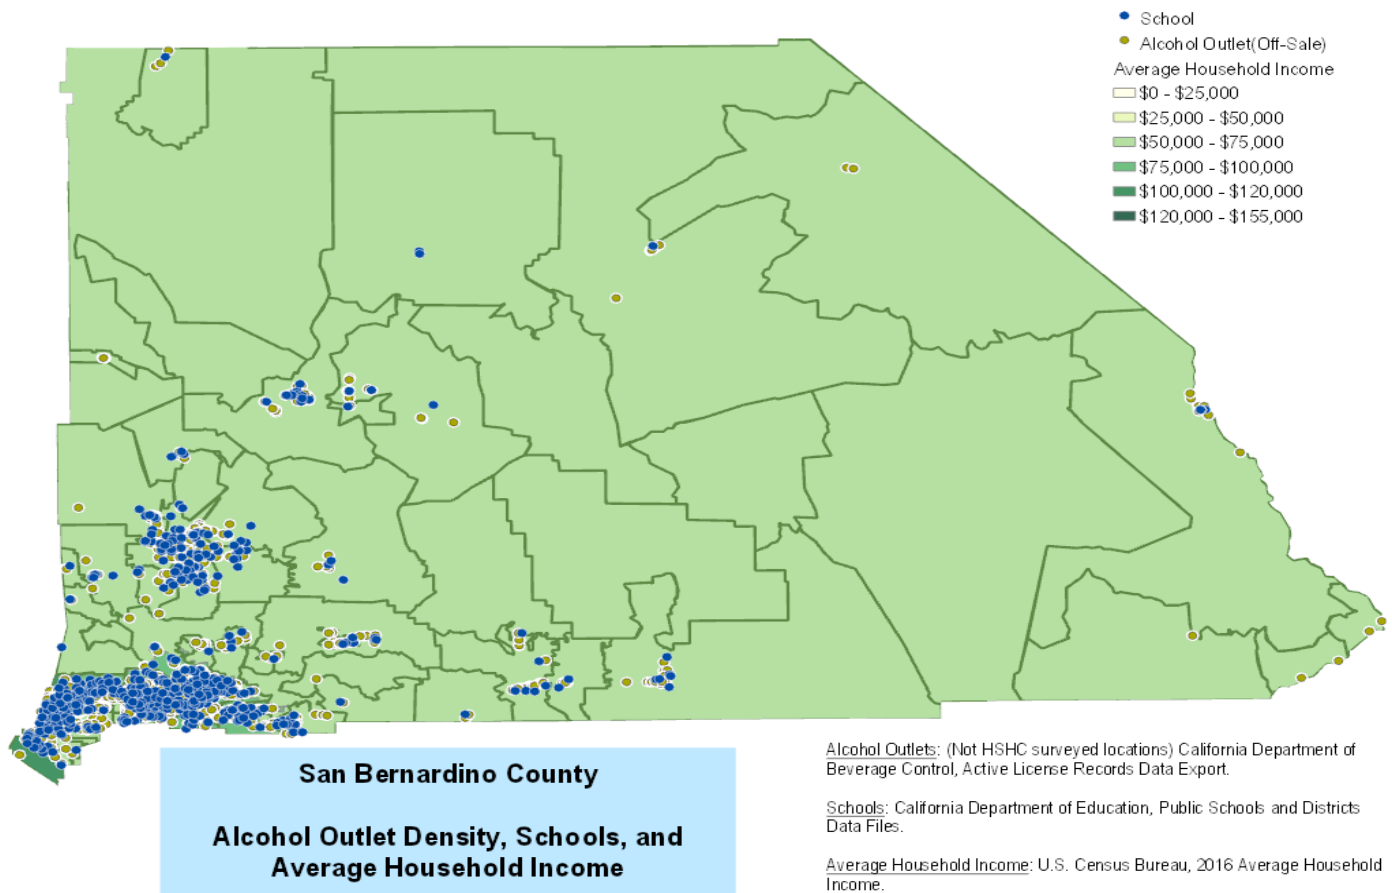 School
Alcohol Outlet(Off-Sale)
Average Household Income
$0 - $25,000
$25,000 - $50,000
$50,000 - $75,000
$75,000 - $100,000
$100,000 - $120,000
$120,000 - $155,000
San Bernardino County
Alcohol Outlet Density, Schools, and
Average Household Income
Alcohol Outlets: (Not HSHC surveyed locations) California Department of
Beverage Control, Active License Records Data Export.
Schools: California Department of Education, Public Schools and Districts
Data Files.
Average Household Income: U.S. Census Bureau, 2016 Average Household
Income.